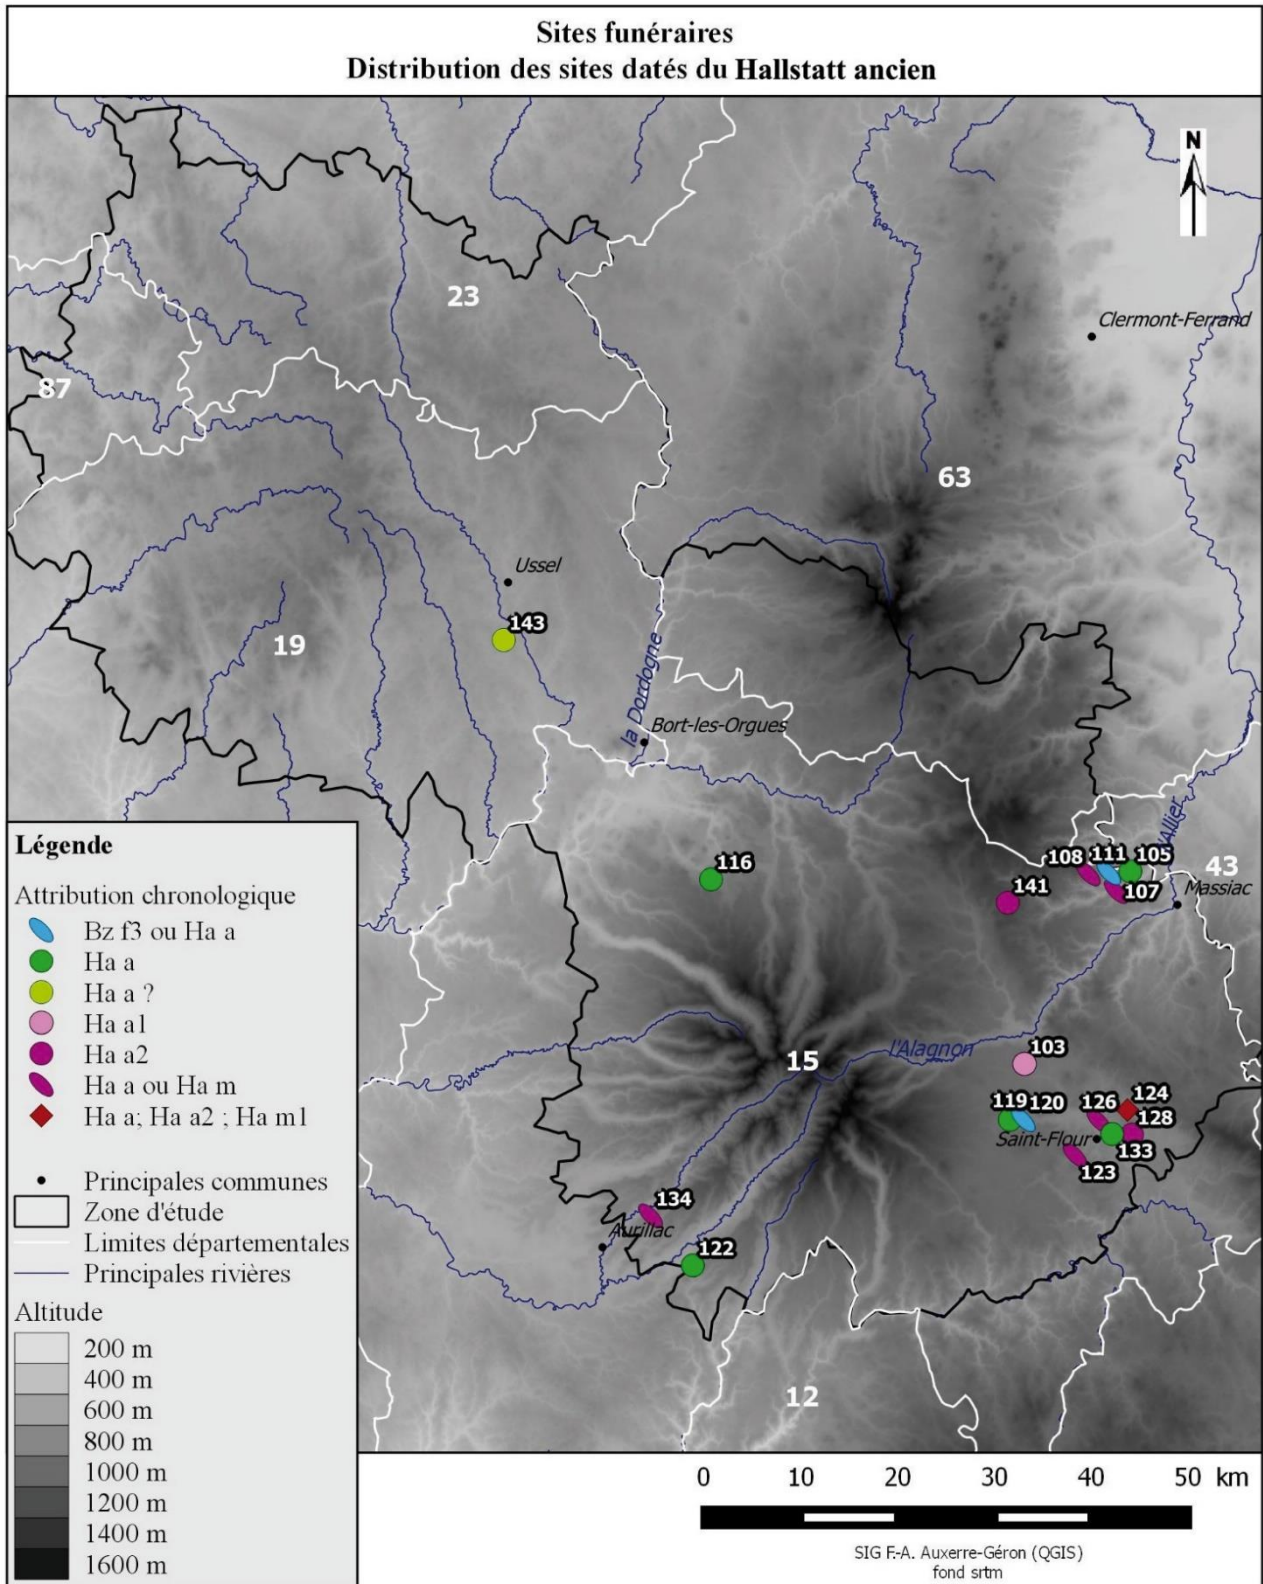 Sites funéraires
Distribution des sites datés du Hallstatt ancien
N
23
Clermont-Ferrand
87
63
Ussel
143
19
la Dordogne
Bort-les-Orgues
l'Allier
116
108 111 105
43
141
107
Massiac
15
l'Alagnon
103
119 120 126 124
128
Saint-Flour
133
123
134
Aurillac
122
12
Légende
Attribution chronologique
Bz f3 ou Ha a
Ha a
Ha a ?
Ha a1
Ha a2
Ha a ou Ha m
Ha a; Ha a2 ; Ha m1
Principales communes
Zone d'étude
Limites départementales
Principales rivières
Altitude
200 m
400 m
600 m
800 m
1000 m
1200 m
1400 m
1600 m
0 10 20 30 40 50 km
SIG F.-A. Auxerre-Géron (QGIS)
fond srtm